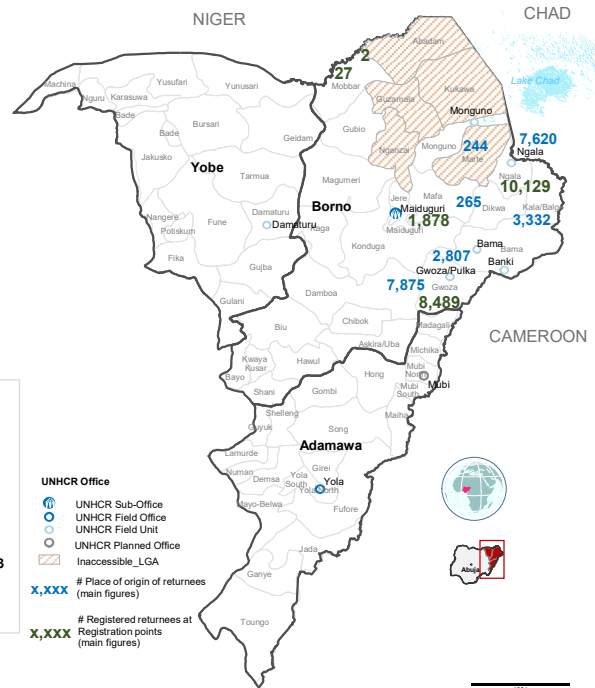 NIGER
CHAD
Lake Chad
Abadam
2
27
Mobbar
Kukawa
Guzamala
Monguno
Machina
Yusufari
Yunusari
Nguru
Karasuwa
Bade
Bursari
Bade
Geidam
Gubio
Nganzai
Monguno
244
Marte
7,620
Ngala
Jakusko
Yobe
Tarmua
Magumeri
Ngala
10,129
Borno
Jere
Mafa
265
Dikwa
Kala/Balge
3,332
Maiduguri
1,878
Maiduguri
Nangere
Potiskum
Fune
Damaturu
Damaturu
Kaga
Konduga
Bama
Bama
2,807
Banki
Fika
Gujba
Gwoza/Pulka
7,875
Gwoza
8,489
Gulani
Damboa
Madagali
CAMEROON
Biu
Chibok
Askira/Uba
Michika
Kwaya
Kusar
Hawul
Bayo
Shani
Hong
Mubi
North
Mubi
Mubi
South
Gombi
Shelleng
Maiha
Guyuk
Song
Adamawa
Lamurde
Girei
Numan
Demsa
Yola
South
Yola
Yola North
Mayo-Belwa
Fufore
Jada
Ganye
Toungo
UNHCR Office
UNHCR Sub-Office
UNHCR Field Office
UNHCR Field Unit
UNHCR Planned Office
Inaccessible_LGA
x,xxx
# Place of origin of returnees
(main figures)
x,xxx
# Registered returnees at
Registration points
(main figures)
Abuja